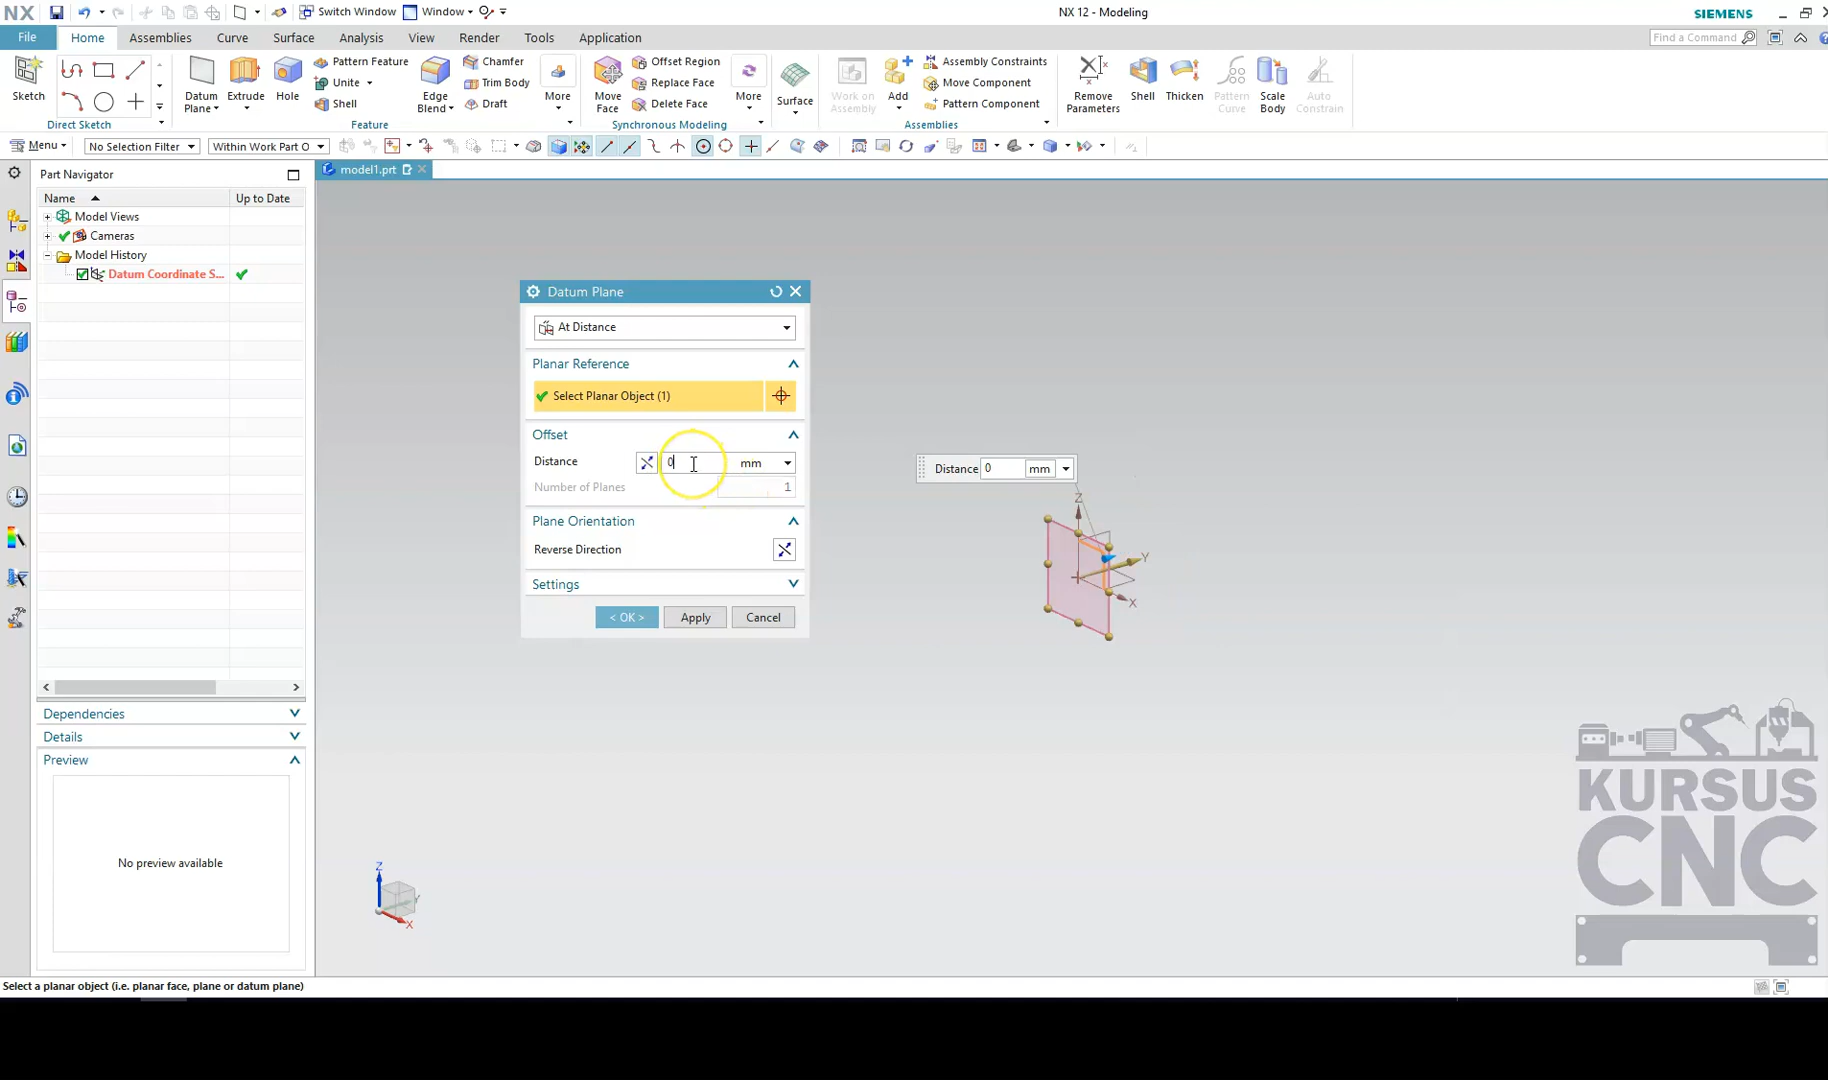 NX
Switch Window
Window
NX 12 - Modeling
SIEMENS
File
Home
Assemblies
Curve
Surface
Analysis
View
Render
Tools
Application
Find a Command
Sketch
Direct Sketch
Datum
Plane
Extrude
Hole
Pattern Feature
Unite
Shell
Edge
Blend
Chamfer
Trim Body
Draft
More
Feature
Move
Face
Offset Region
Replace Face
Delete Face
More
Synchronous Modeling
Surface
Work on
Assembly
Add
Assembly Constraints
Move Component
Pattern Component
Assemblies
Remove
Parameters
Shell
Thicken
Pattern
Curve
Scale
Body
Auto
Constrain
Menu
No Selection Filter
Within Work Part O
Part Navigator
model1.prt
Name
Up to Date
Model Views
Cameras
Model History
Datum Coordinate S...
Datum Plane
At Distance
Planar Reference
Select Planar Object (1)
Offset
Distance
0
mm
Number of Planes
1
Plane Orientation
Reverse Direction
Settings
< OK >
Apply
Cancel
Distance 0 mm
Z
Y
X
Dependencies
Details
Preview
No preview available
Z
X
KURSUS
CNC
Select a planar object (i.e. planar face, plane or datum plane)